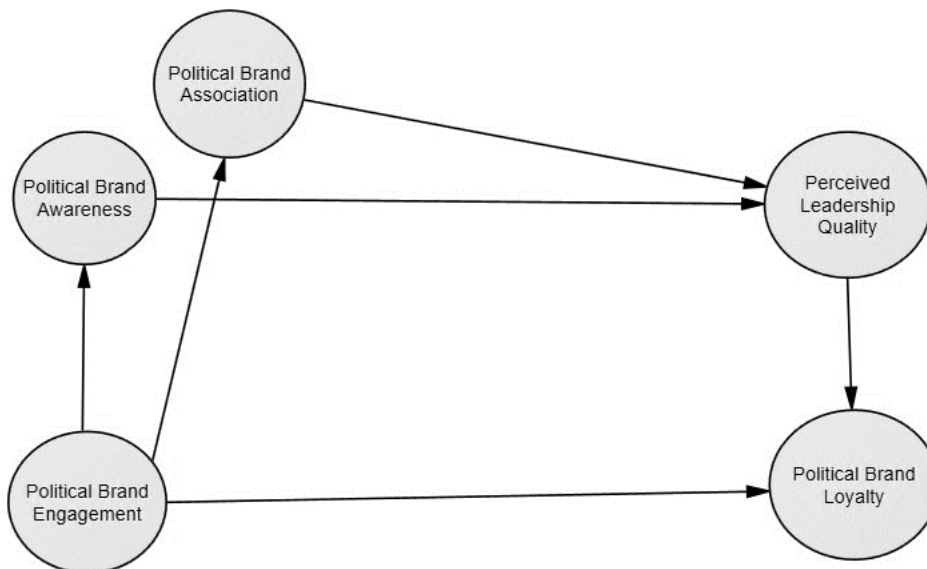 Political Brand
Association
Political Brand
Awareness
Perceived
Leadership
Quality
Political Brand
Engagement
Political Brand
Loyalty